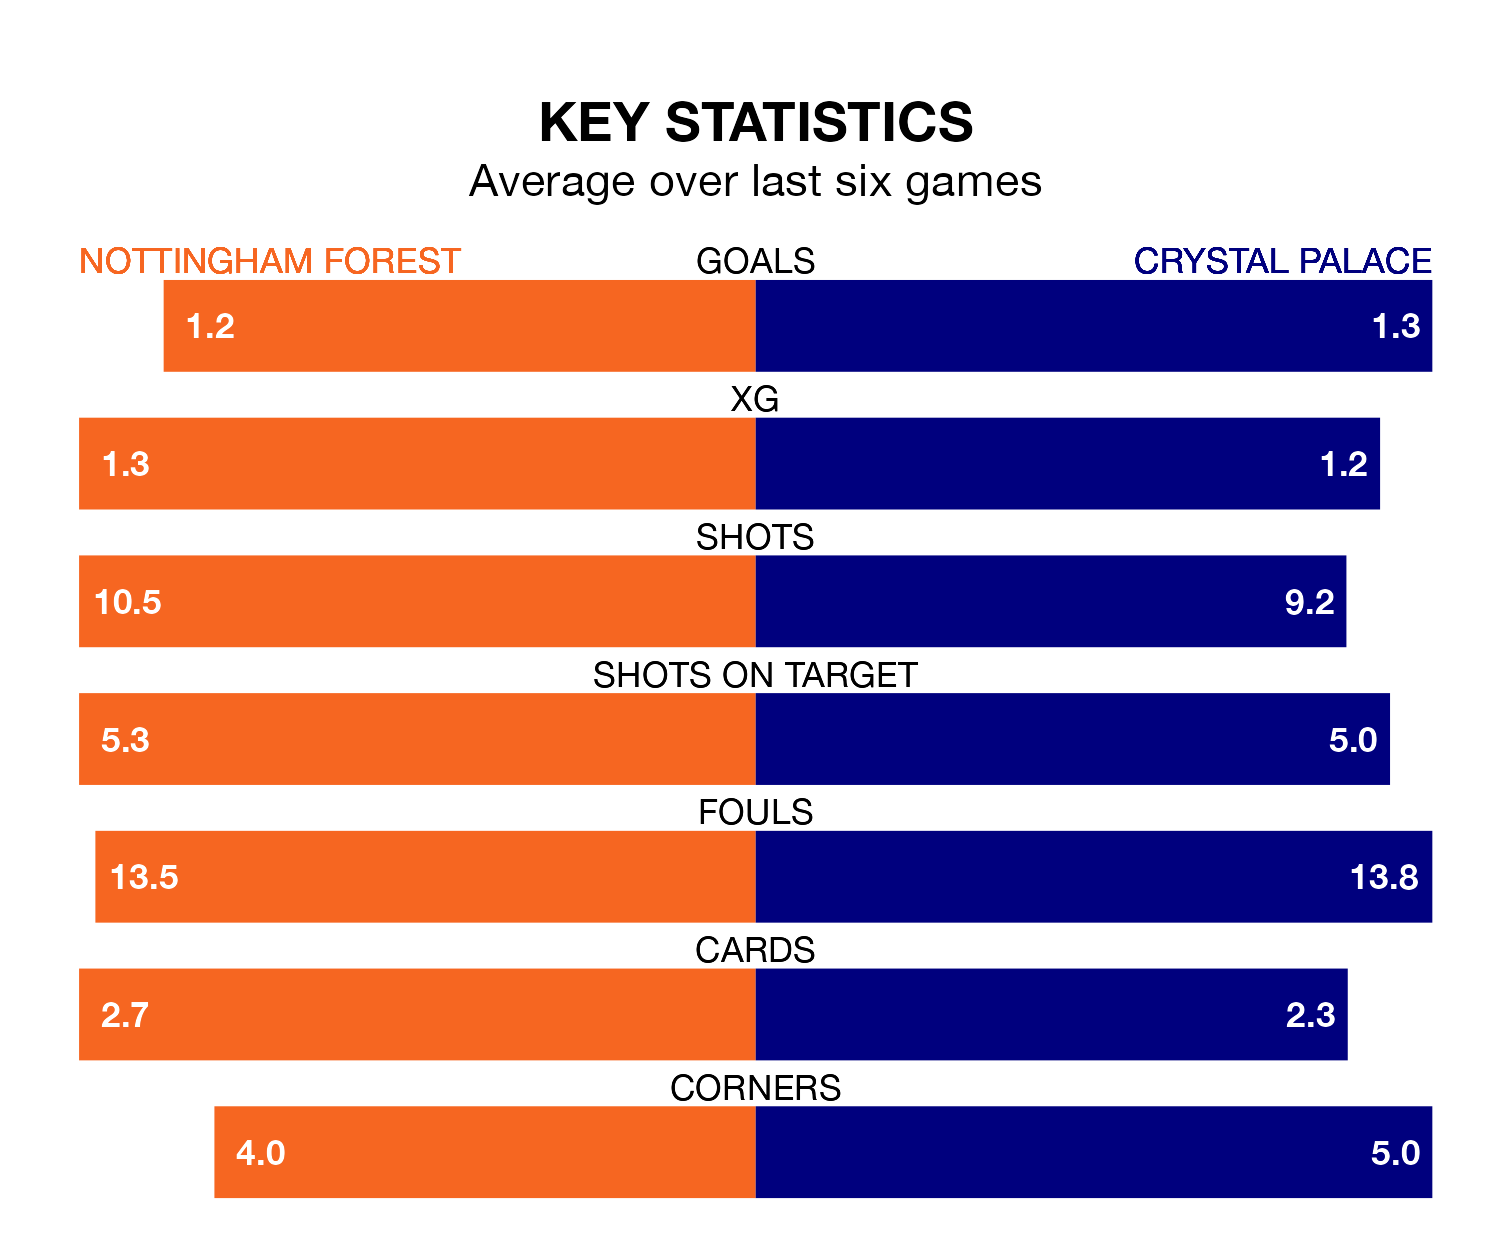 KEY STATISTICS
Average over last six games
NOTTINGHAM FOREST GOALS CRYSTAL PALACE
1.2 1.3
XG
1.3 1.2
SHOTS
10.5 9.2
SHOTS ON TARGET
5.3 5.0
FOULS
13.5 13.8
CARDS
2.7 2.3
CORNERS
4.0 5.0